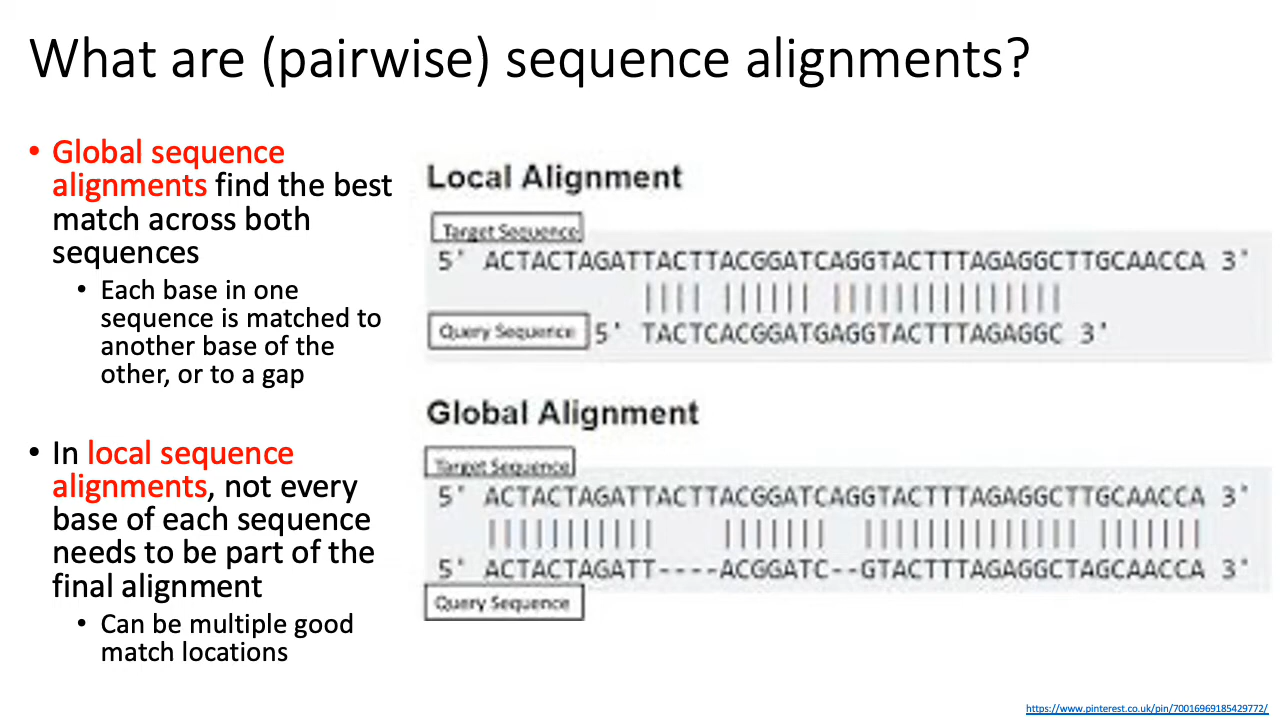 What are (pairwise) sequence alignments?
• Global sequence
alignments find the best
match across both
sequences
• Each base in one
sequence is matched to
another base of the
other, or to a gap
• In local sequence
alignments, not every
base of each sequence
needs to be part of the
final alignment
• Can be multiple good
match locations
Local Alignment
Target Sequence
5' ACTACTAGATTACTTACGGATCAGGTACTTTAGAGGCTTGCAACCA 3'
|||| |||||| |||||||||||||||
Query Sequence 5' TACTCACGGATGAGGTACTTTAGAGGC 3'
Global Alignment
Target Sequence
5' ACTACTAGATTACTTACGGATCAGGTACTTTAGAGGCTTGCAACCA 3'
||||||||||| ||||||| |||||||||||||| |||||||
5' ACTACTAGATT----ACGGATC--GTACTTTAGAGGCTAGCAACCA 3'
Query Sequence
https://www.pinterest.co.uk/pin/70016969185429772/